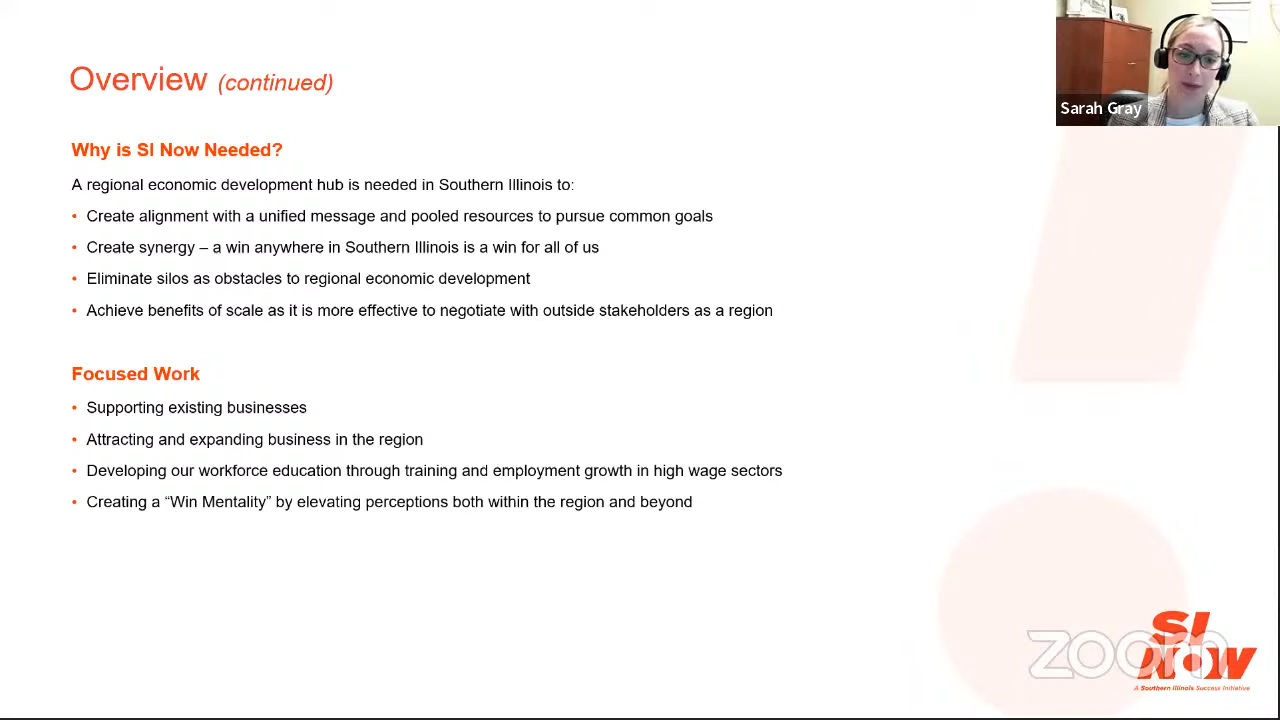 Overview (continued)
Sarah Gray
Why is SI Now Needed?
A regional economic development hub is needed in Southern Illinois to:
• Create alignment with a unified message and pooled resources to pursue common goals
• Create synergy – a win anywhere in Southern Illinois is a win for all of us
• Eliminate silos as obstacles to regional economic development
• Achieve benefits of scale as it is more effective to negotiate with outside stakeholders as a region
Focused Work
• Supporting existing businesses
• Attracting and expanding business in the region
• Developing our workforce education through training and employment growth in high wage sectors
• Creating a “Win Mentality” by elevating perceptions both within the region and beyond
SI
NOW
zoom
A Southern Illinois Success Initiative